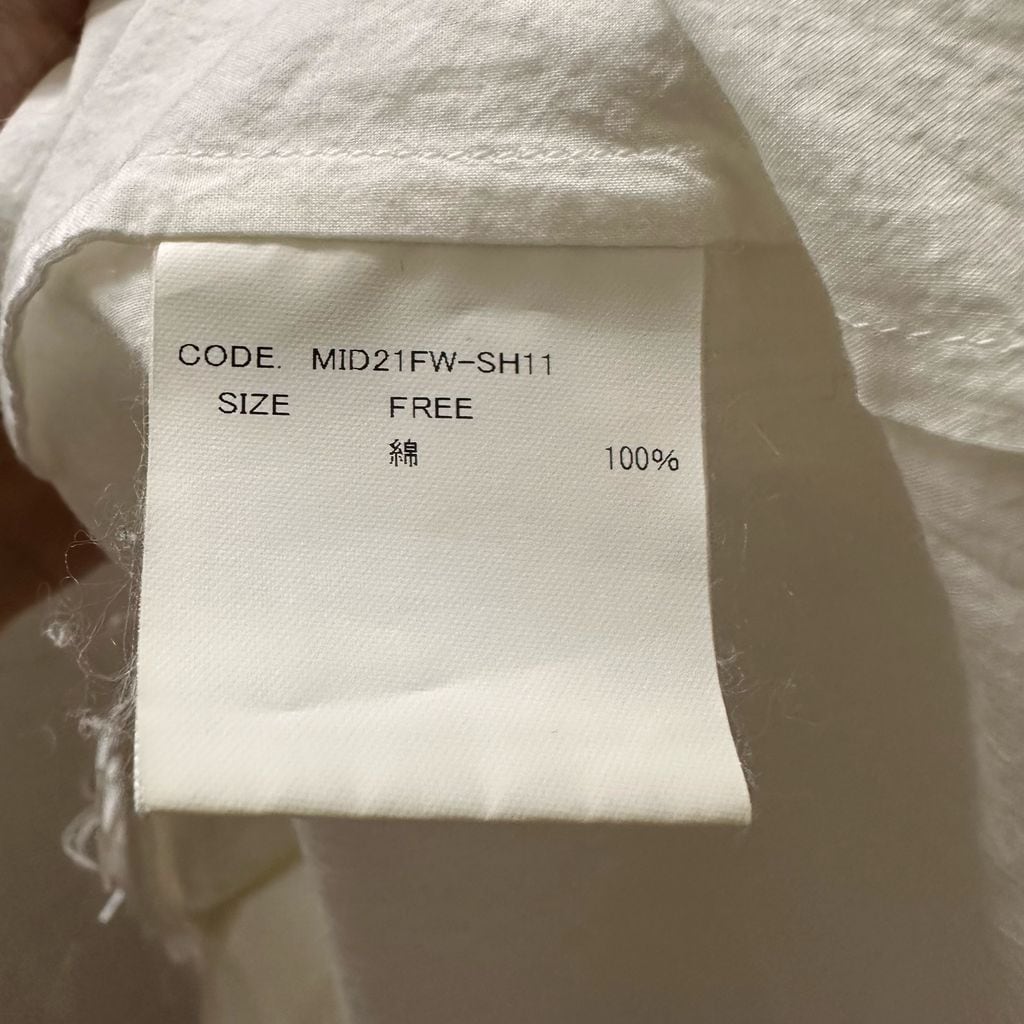 CODE. MID21FW-SH11
SIZE FREE
綿 100%